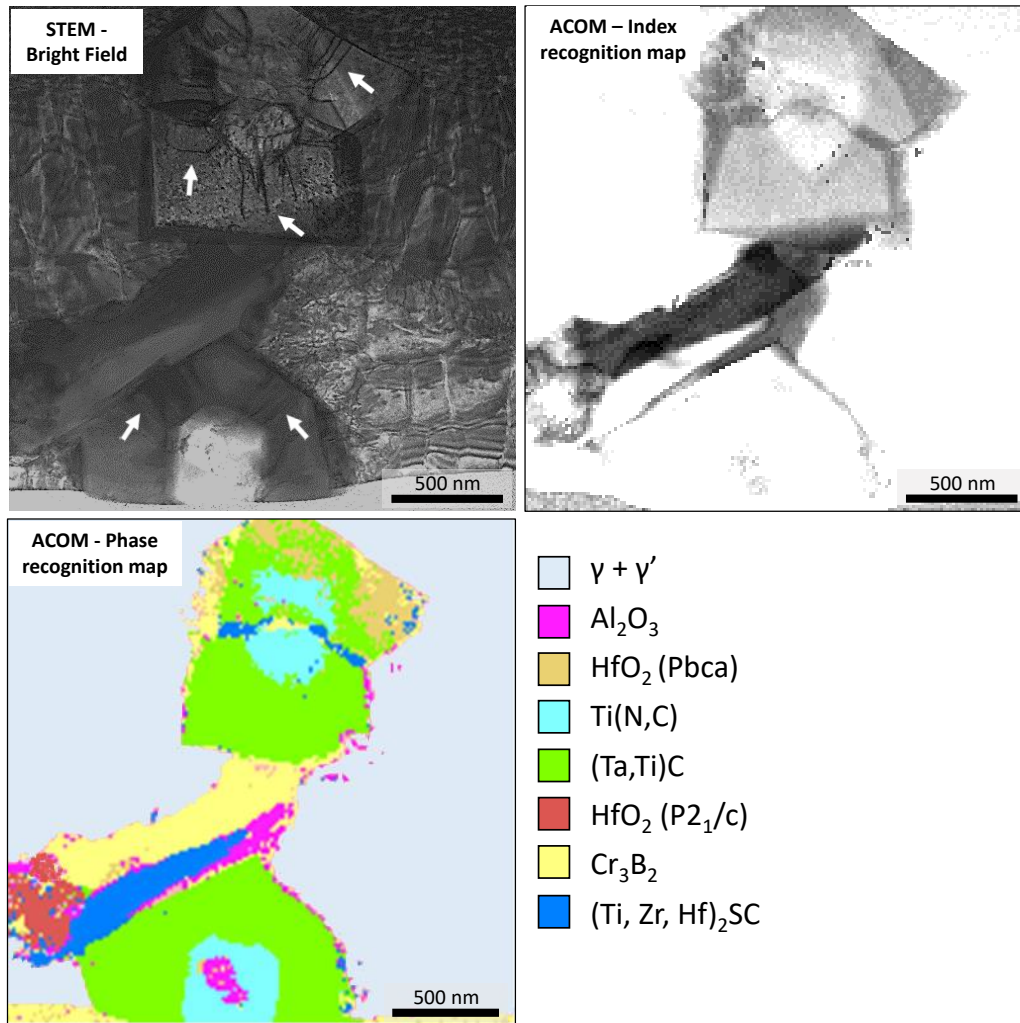 STEM -
Bright Field
500 nm
ACOM – Index
recognition map
500 nm
ACOM - Phase
recognition map
500 nm
γ + γ’
Al₂O₃
HfO₂ (Pbca)
Ti(N,C)
(Ta,Ti)C
HfO₂ (P2₁/c)
Cr₃B₂
(Ti, Zr, Hf)₂SC